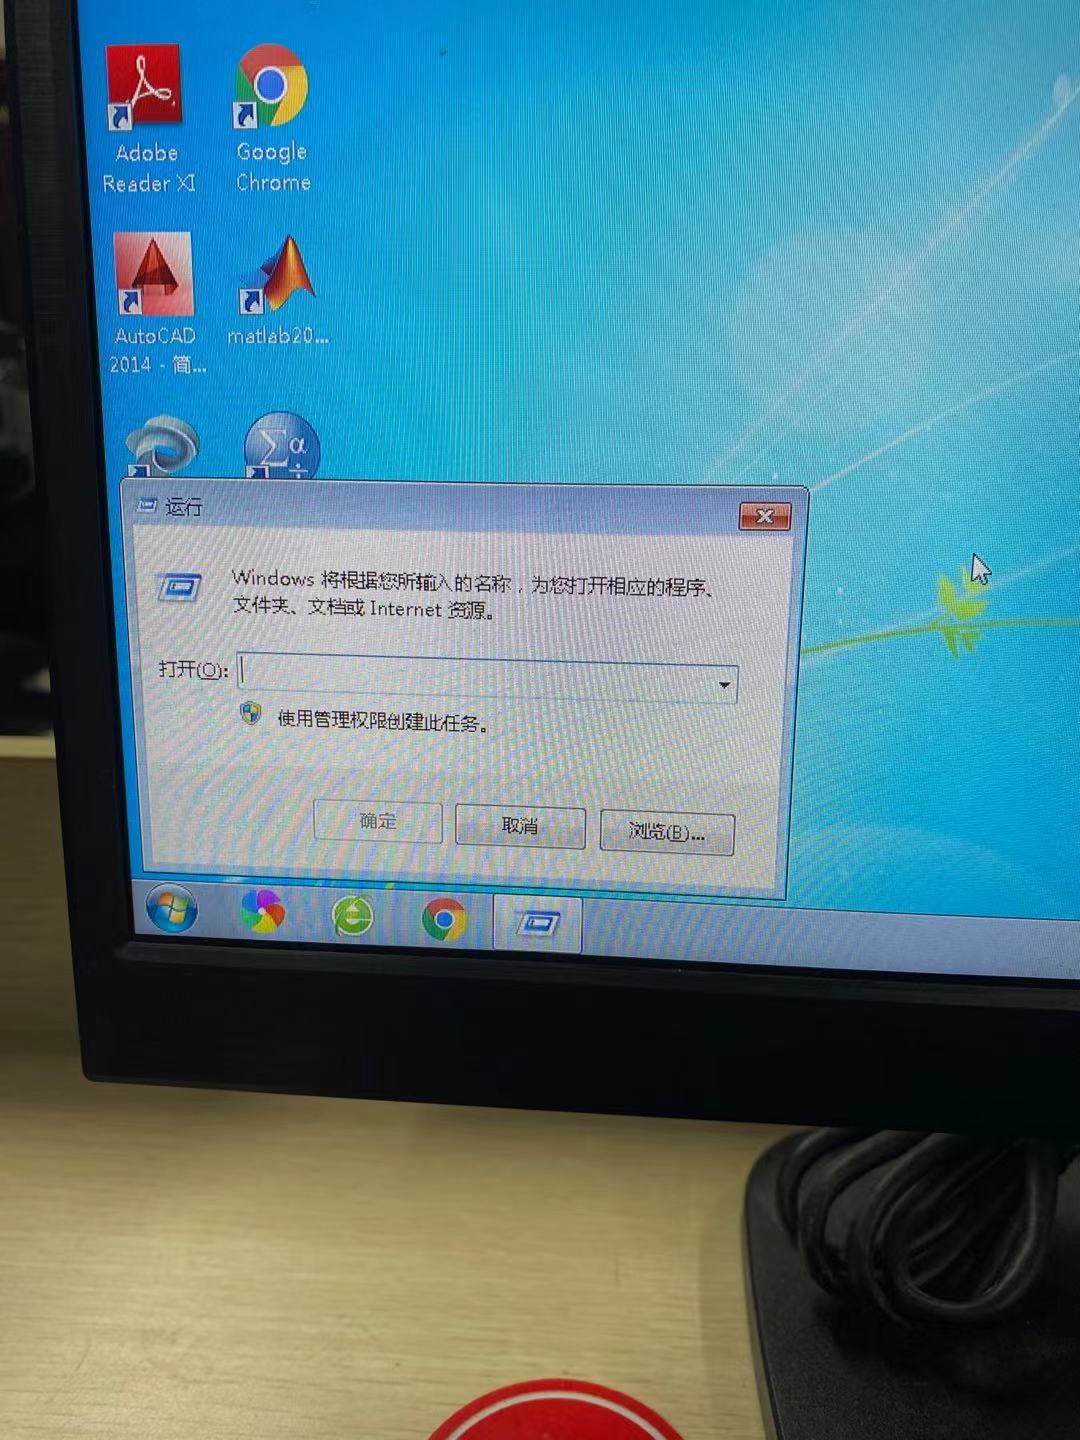 Adobe
Reader XI
Google
Chrome
AutoCAD
2014 - 简...
matlab20...
Σα
÷
运行
Windows 将根据您所输入的名称，为您打开相应的程序、
文件夹、文档或 Internet 资源。
打开(O):
使用管理权限创建此任务。
确定
取消
浏览(B)...